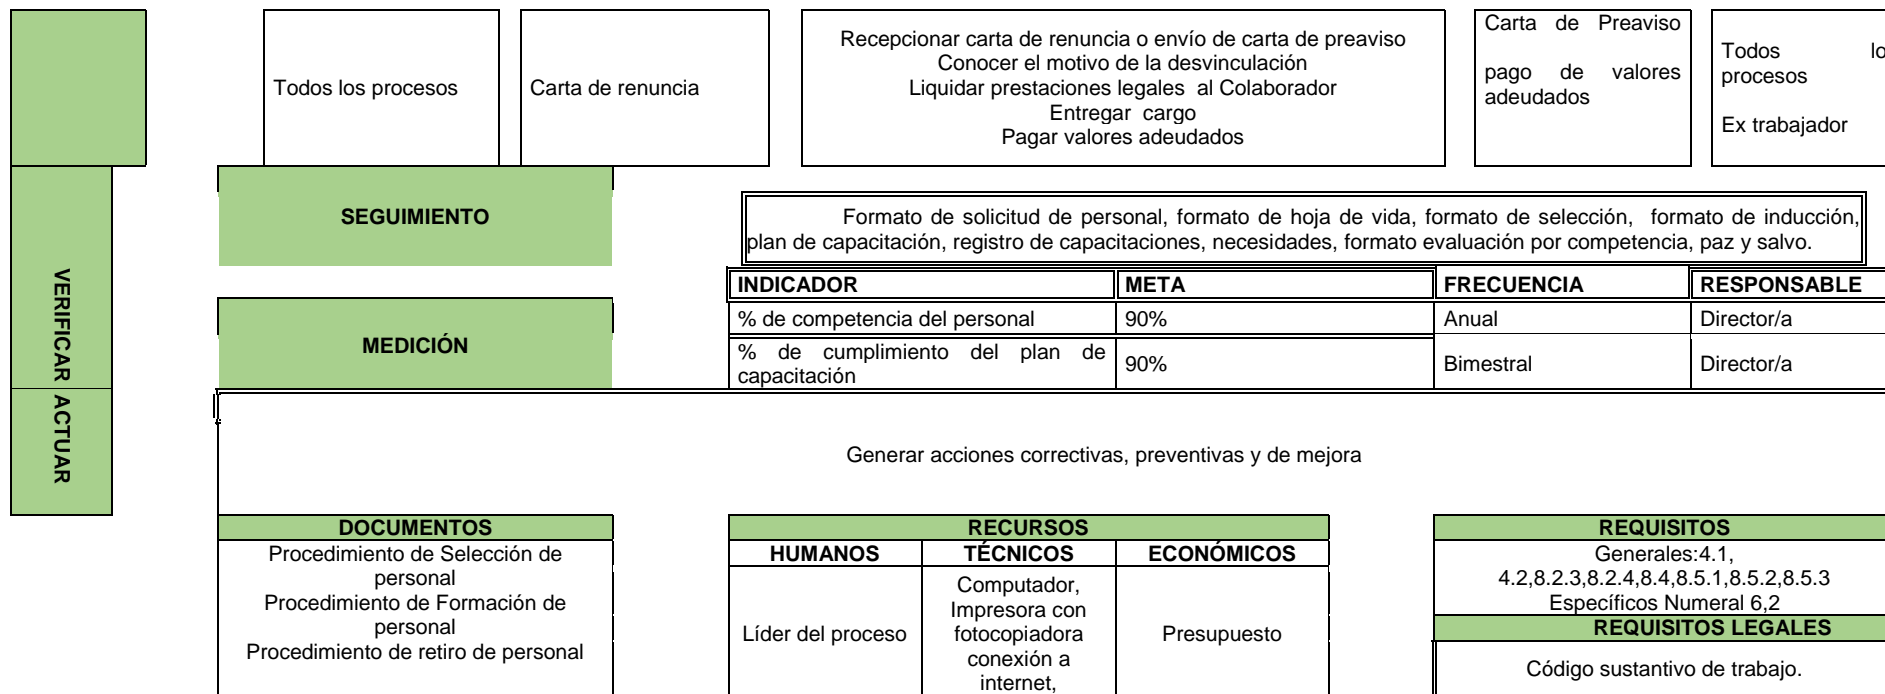 Todos los procesos
Carta de renuncia
Recepcionar carta de renuncia o envío de carta de preaviso
Conocer el motivo de la desvinculación
Liquidar prestaciones legales al Colaborador
Entregar cargo
Pagar valores adeudados
Carta de Preaviso
pago de valores
adeudados
Todos lo
procesos
Ex trabajador
VERIFICAR
SEGUIMIENTO
Formato de solicitud de personal, formato de hoja de vida, formato de selección, formato de inducción,
plan de capacitación, registro de capacitaciones, necesidades, formato evaluación por competencia, paz y salvo.
MEDICIÓN
INDICADOR META FRECUENCIA RESPONSABLE
% de competencia del personal 90% Anual Director/a
% de cumplimiento del plan de
capacitación 90% Bimestral Director/a
ACTUAR
Generar acciones correctivas, preventivas y de mejora
DOCUMENTOS
Procedimiento de Selección de
personal
Procedimiento de Formación de
personal
Procedimiento de retiro de personal
RECURSOS
HUMANOS TÉCNICOS ECONÓMICOS
Líder del proceso
Computador,
Impresora con
fotocopiadora
conexión a
internet,
Presupuesto
REQUISITOS
Generales:4.1,
4.2,8.2.3,8.2.4,8.4,8.5.1,8.5.2,8.5.3
Específicos Numeral 6,2
REQUISITOS LEGALES
Código sustantivo de trabajo.